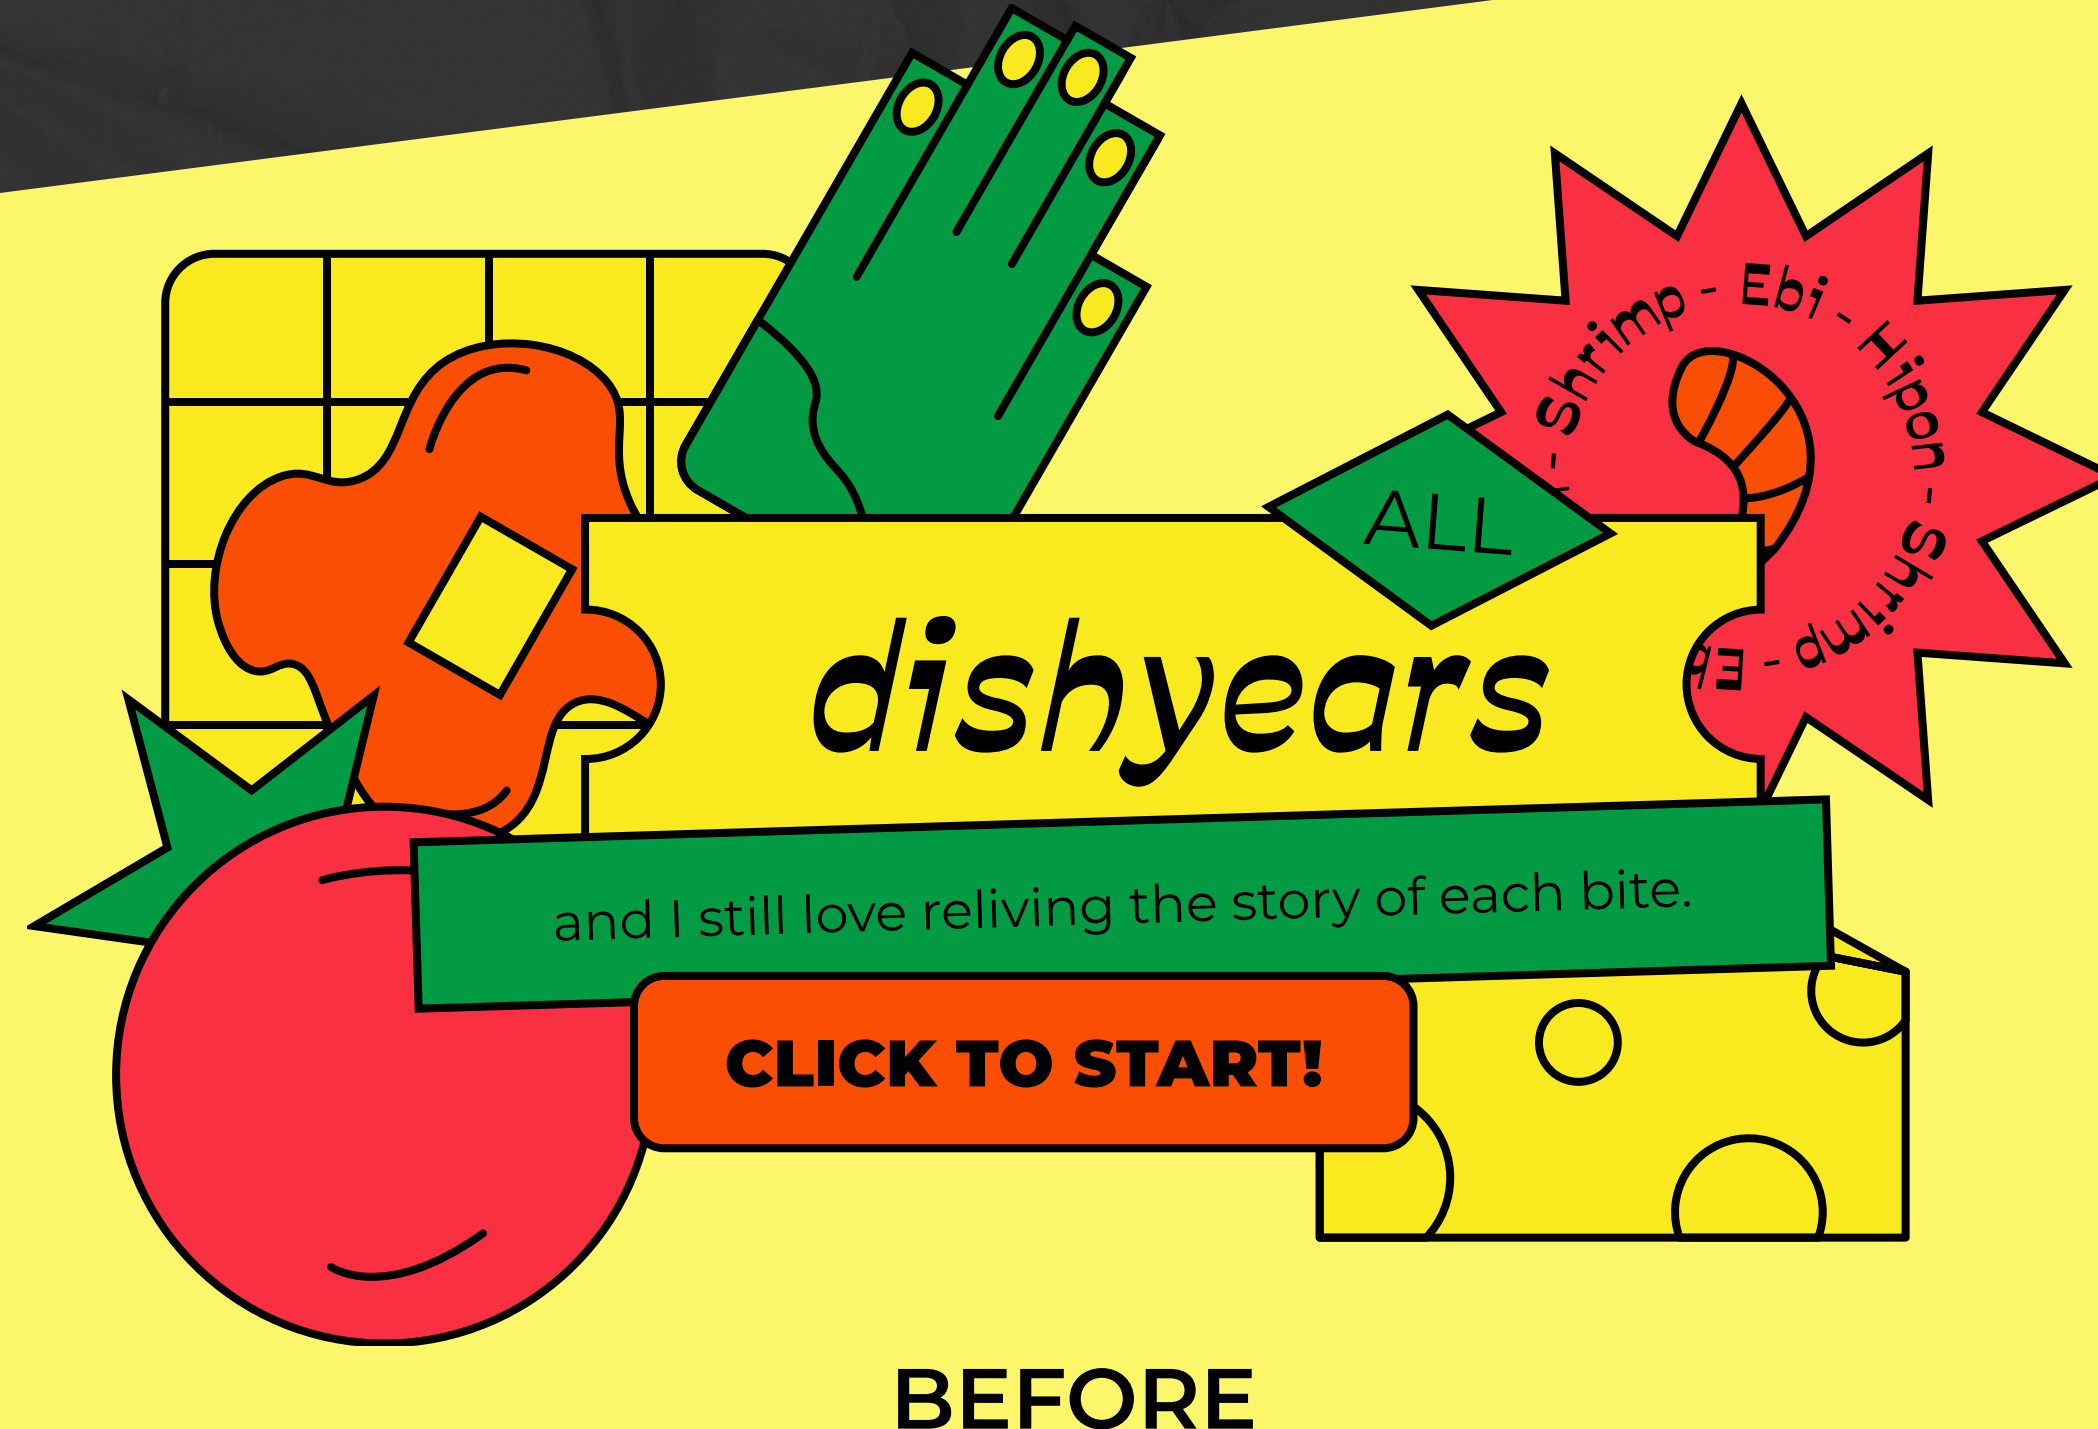 - Shrimp - Ebi - Hipon - Shrimp - Eb
ALL
dishyears
and I still love reliving the story of each bite.
CLICK TO START!
BEFORE